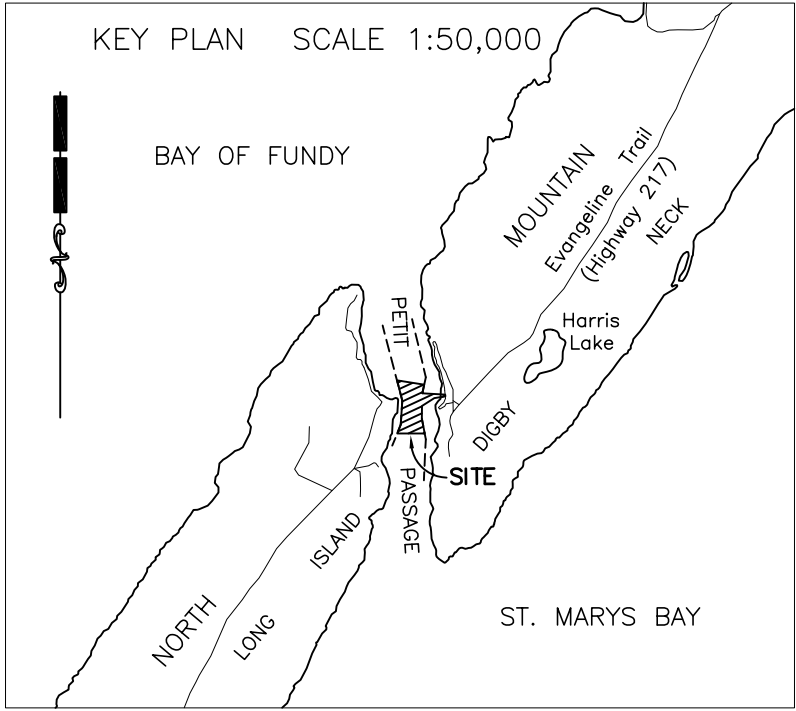 KEY PLAN SCALE 1:50,000
BAY OF FUNDY
MOUNTAIN
Evangeline Trail
(Highway 217)
NECK
PETIT
Harris
Lake
DIGBY
SITE
PASSAGE
ISLAND
NORTH
LONG
ST. MARYS BAY